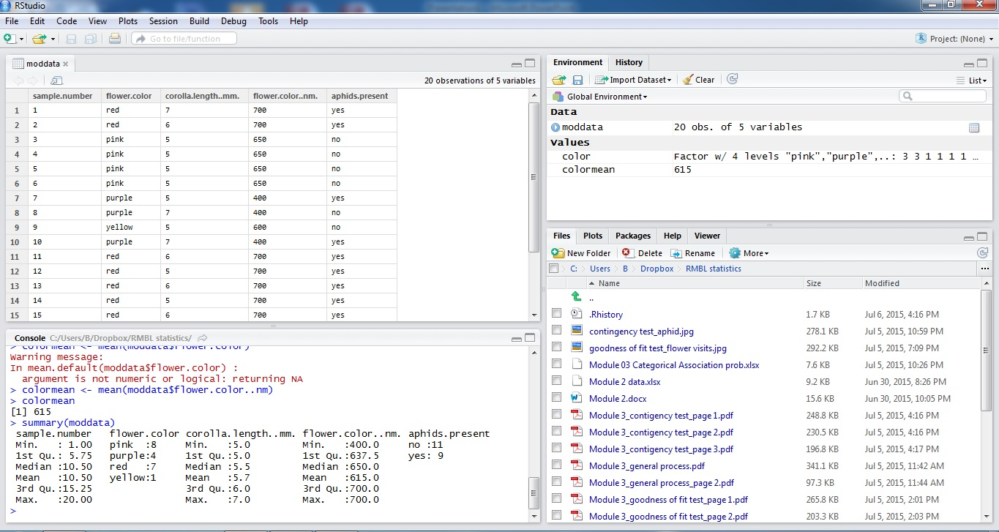 RStudio
File Edit Code View Plots Session Build Debug Tools Help
Go to file/function
Project: (None)
moddata
20 observations of 5 variables
sample.number flower.color corolla.length..mm. flower.color..nm. aphids.present
1 1 red 7 700 yes
2 2 red 6 700 yes
3 3 pink 5 650 no
4 4 pink 5 650 no
5 5 pink 5 650 no
6 6 pink 5 650 no
7 7 purple 5 400 yes
8 8 purple 7 400 no
9 9 yellow 5 600 no
10 10 purple 7 400 yes
11 11 red 6 700 yes
12 12 red 5 700 yes
13 13 red 6 700 yes
14 14 red 5 700 yes
15 15 red 6 700 yes
Console C:/Users/B/Dropbox/RMBL statistics/
> colormean <- mean(moddata$flower.color)
Warning message:
In mean.default(moddata$flower.color) :
argument is not numeric or logical: returning NA
> colormean <- mean(moddata$flower.color..nm)
> colormean
[1] 615
> summary(moddata)
sample.number flower.color corolla.length..mm. flower.color..nm. aphids.present
Min. : 1.00 pink :8 Min. :5.0 Min. :400.0 no :11
1st Qu.: 5.75 purple:4 1st Qu.:5.0 1st Qu.:637.5 yes: 9
Median :10.50 red :7 Median :5.5 Median :650.0
Mean :10.50 yellow:1 Mean :5.7 Mean :615.0
3rd Qu.:15.25 3rd Qu.:6.0 3rd Qu.:700.0
Max. :20.00 Max. :7.0 Max. :700.0
>
Environment History
Import Dataset Clear List
Global Environment
Data
moddata 20 obs. of 5 variables
Values
color Factor w/ 4 levels "pink","purple",..: 3 3 1 1 1 1 …
colormean 615
Files Plots Packages Help Viewer
New Folder Delete Rename More
C: Users B Dropbox RMBL statistics ...
Name Size Modified
..
.Rhistory 1.7 KB Jul 6, 2015, 4:16 PM
contingency test_aphid.jpg 278.1 KB Jul 5, 2015, 10:59 PM
goodness of fit test_flower visits.jpg 292.2 KB Jul 5, 2015, 7:09 PM
Module 03 Categorical Association prob.xlsx 7.6 KB Jul 5, 2015, 10:26 PM
Module 2 data.xlsx 9.2 KB Jun 30, 2015, 8:26 PM
Module 2.docx 15.6 KB Jun 30, 2015, 10:05 PM
Module 3_contigency test_page 1.pdf 248.8 KB Jul 5, 2015, 4:16 PM
Module 3_contigency test_page 2.pdf 230.5 KB Jul 5, 2015, 4:16 PM
Module 3_contigency test_page 3.pdf 196.8 KB Jul 5, 2015, 4:17 PM
Module 3_general process.pdf 341.1 KB Jul 5, 2015, 11:42 AM
Module 3_general process_page 2.pdf 97.3 KB Jul 5, 2015, 11:44 AM
Module 3_goodness of fit test_page 1.pdf 265.8 KB Jul 5, 2015, 2:01 PM
Module 3_goodness of fit test_page 2.pdf 203.3 KB Jul 5, 2015, 2:03 PM